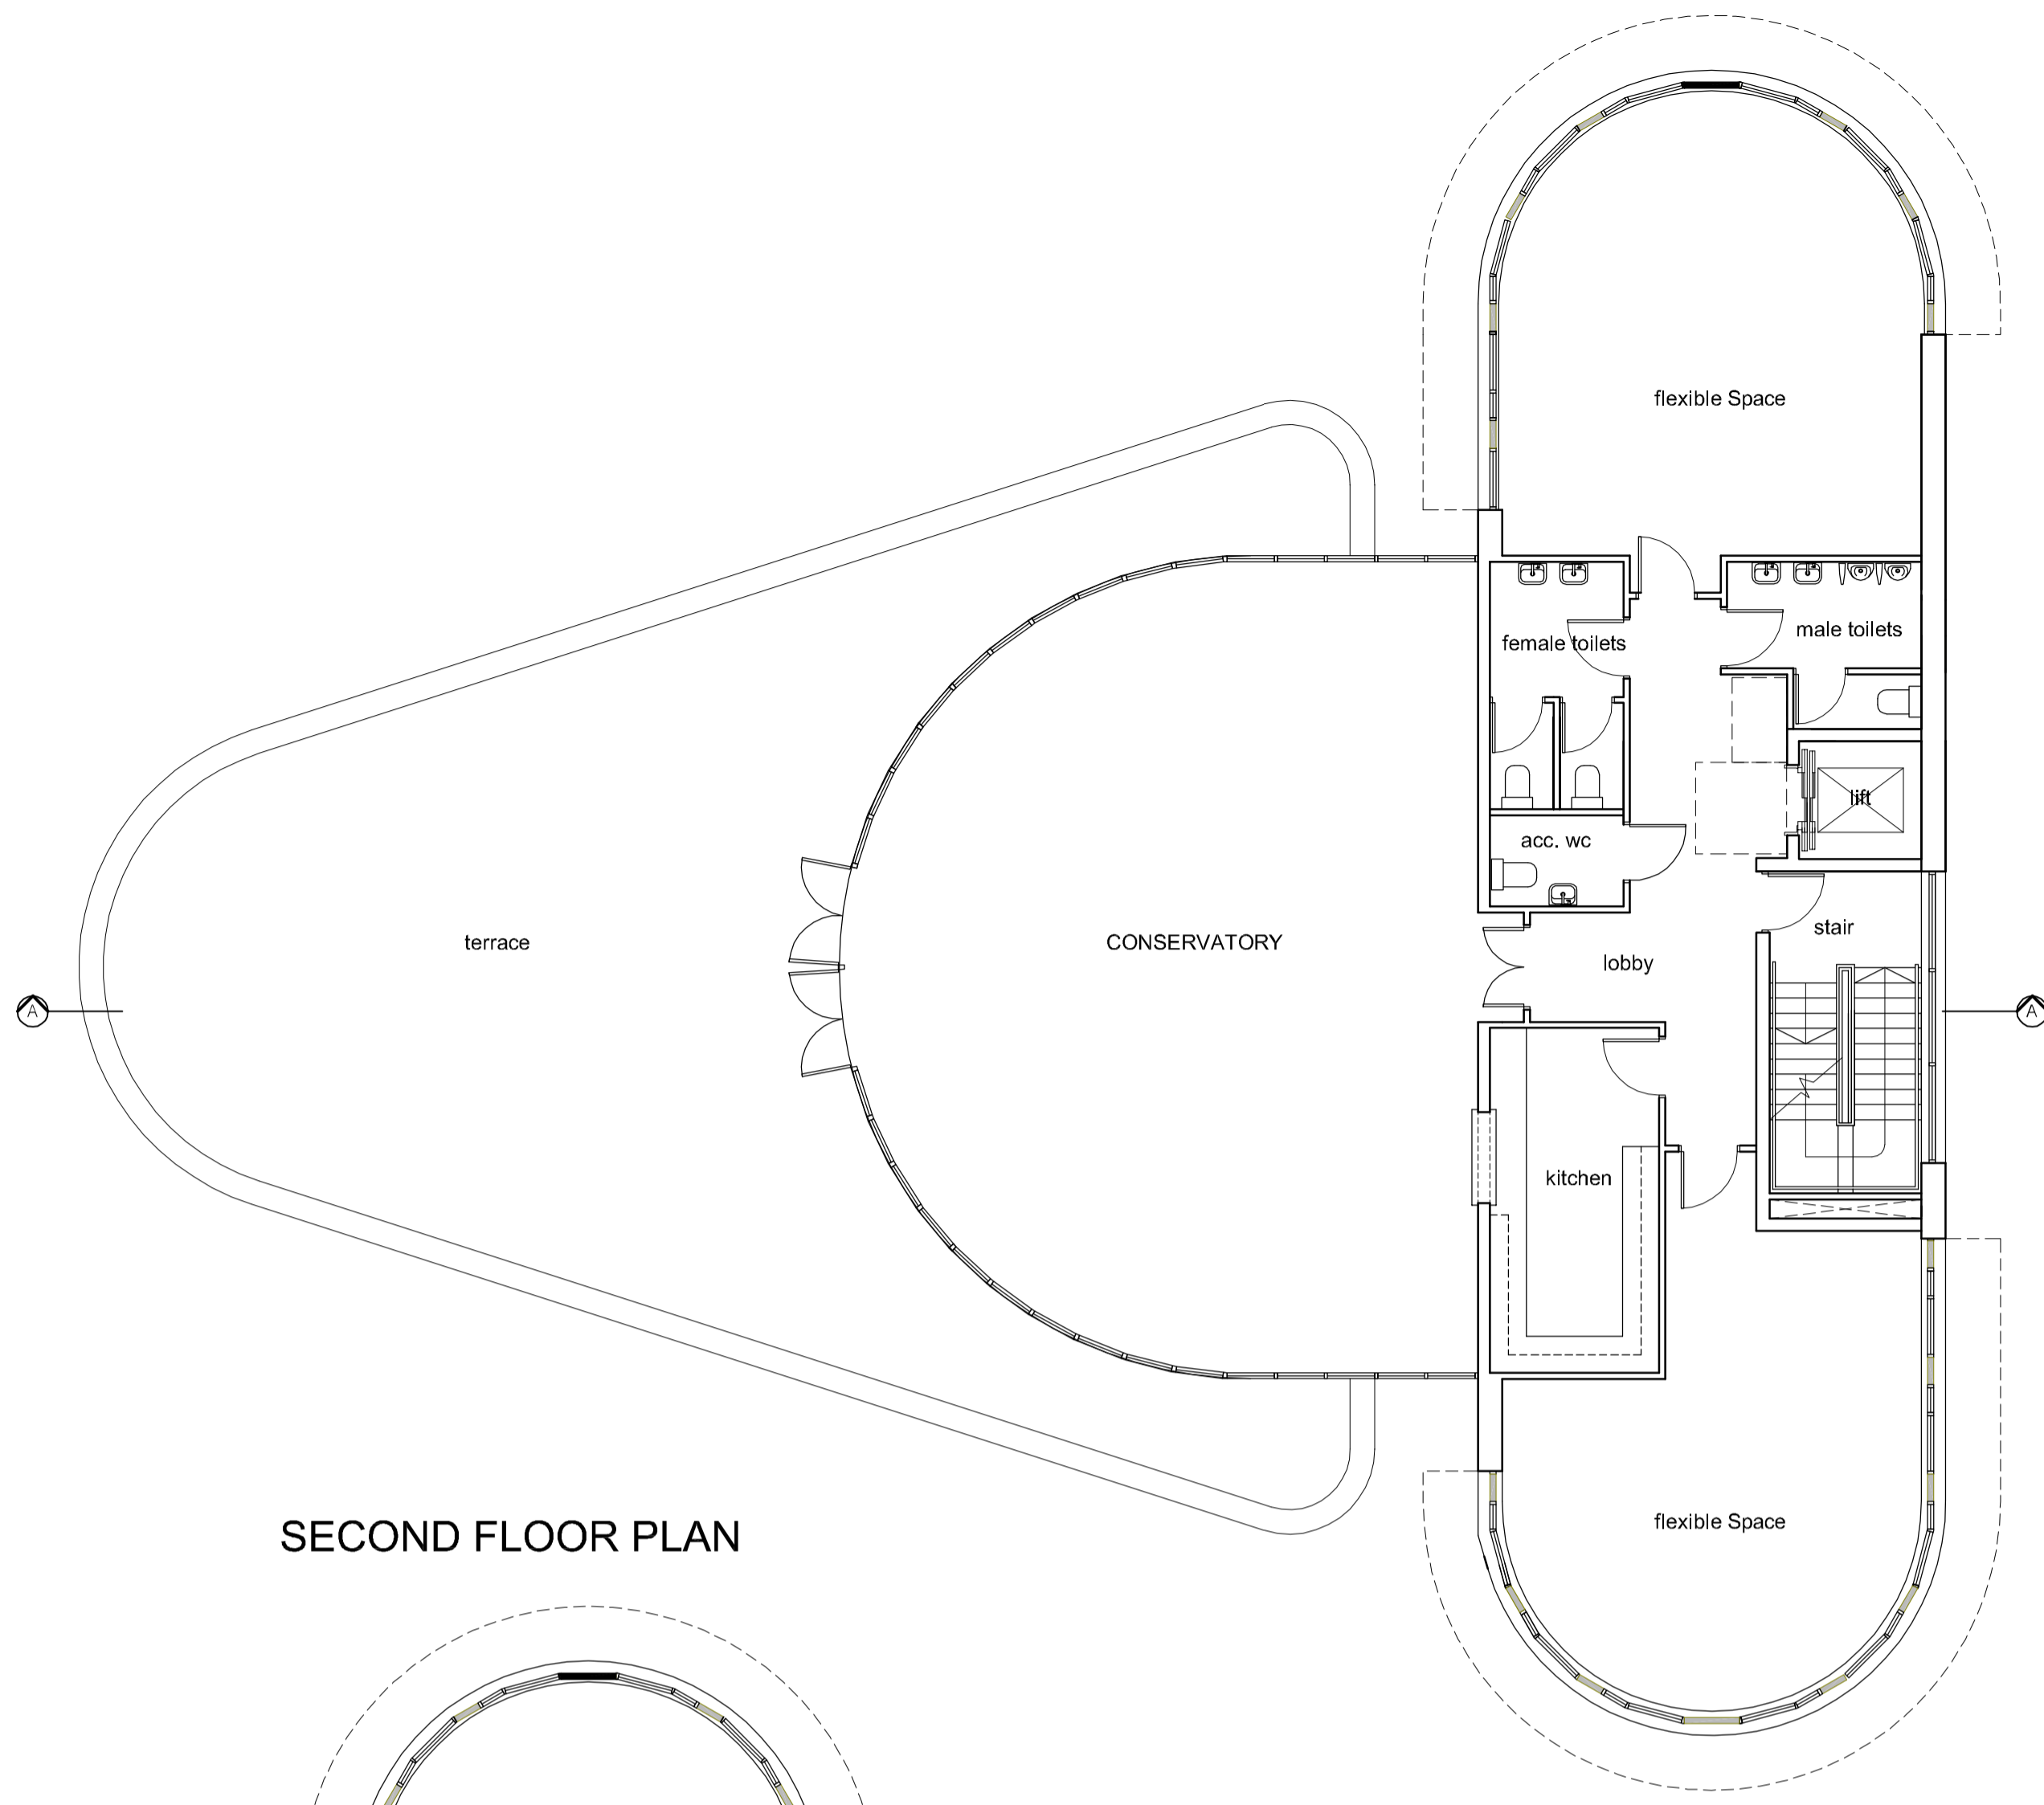 flexible Space
female toilets
male toilets
lift
acc. wc
stair
terrace
CONSERVATORY
lobby
A
A
kitchen
flexible Space
SECOND FLOOR PLAN